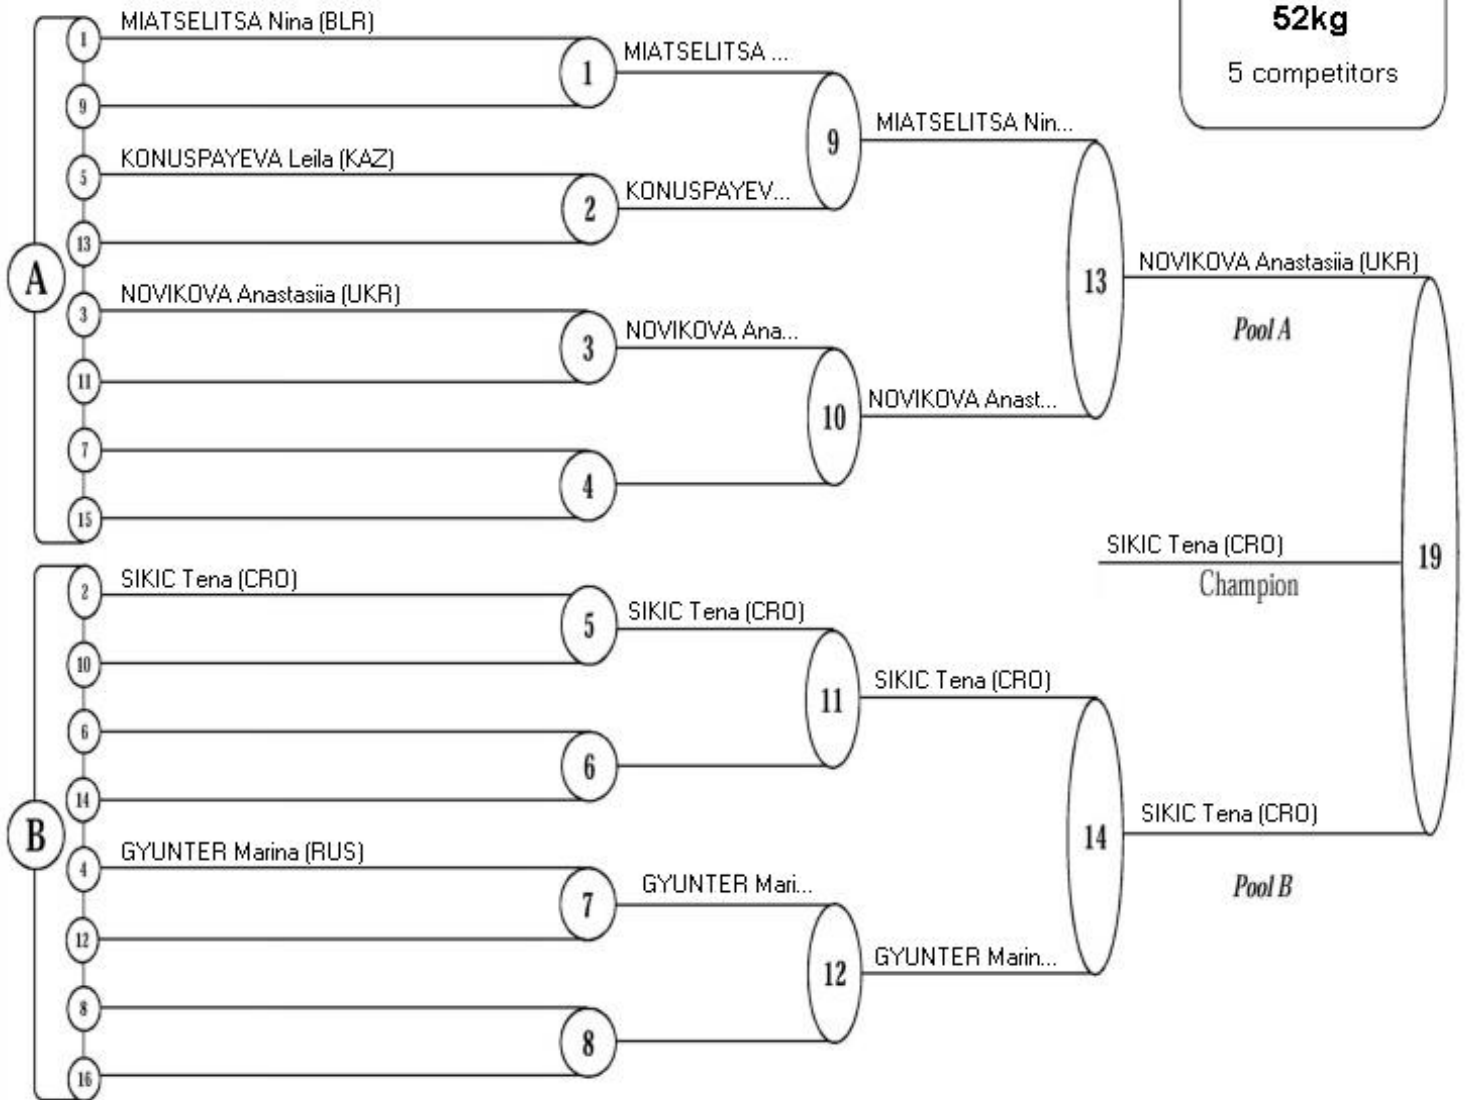 52kg
5 competitors
A
1
MIATSELITSA Nina (BLR)
9
1
MIATSELITSA ...
5
KONUSPAYEVA Leila (KAZ)
13
2
KONUSPAYEV...
9
MIATSELITSA Nin...
3
NOVIKOVA Anastasiia (UKR)
11
3
NOVIKOVA Ana...
7
15
4
10
NOVIKOVA Anast...
13
NOVIKOVA Anastasiia (UKR)
Pool A
SIKIC Tena (CRO)
Champion
19
B
2
SIKIC Tena (CRO)
10
5
SIKIC Tena (CRO)
6
14
6
11
SIKIC Tena (CRO)
4
GYUNTER Marina (RUS)
12
7
GYUNTER Mari...
8
16
8
12
GYUNTER Marin...
14
SIKIC Tena (CRO)
Pool B